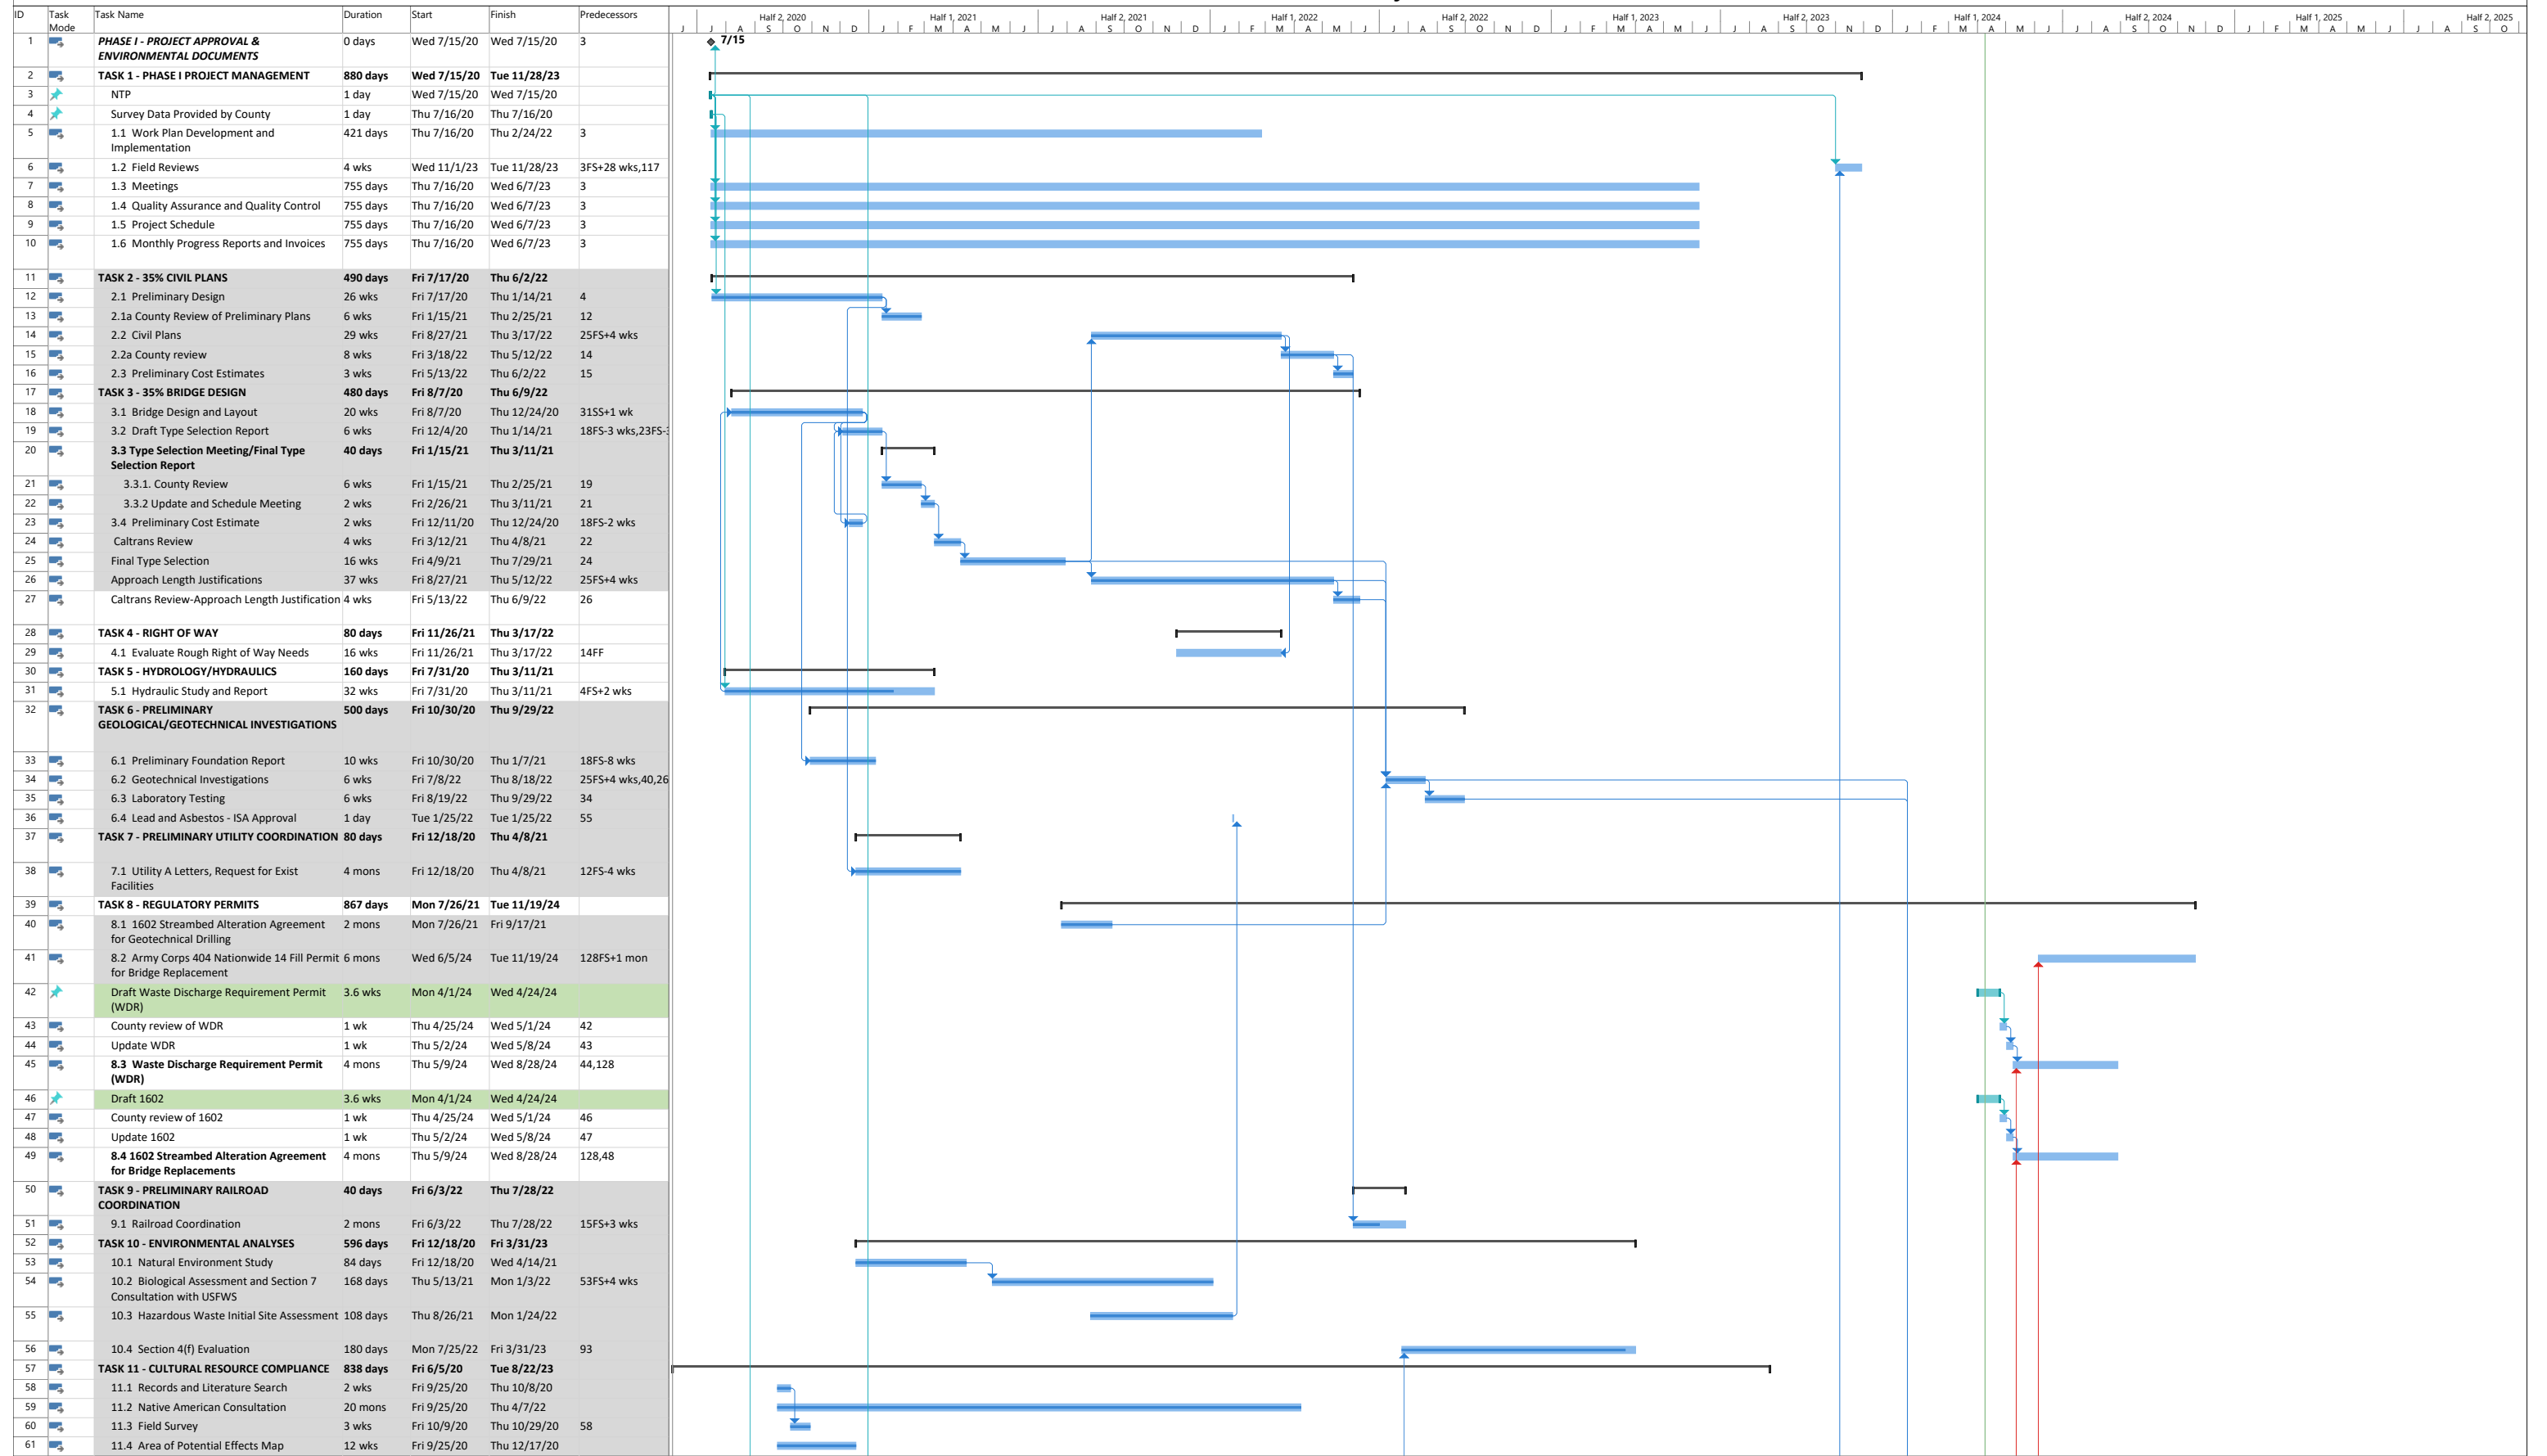 ID Task Mode Task Name Duration Start Finish Predecessors
Half 2, 2020 Half 1, 2021 Half 2, 2021 Half 1, 2022 Half 2, 2022 Half 1, 2023 Half 2, 2023 Half 1, 2024 Half 2, 2024 Half 1, 2025 Half 2, 2025
J J A S O N D J F M A M J J A S O N D J F M A M J J A S O N D J F M A M J J A S O N D J F M A M J J A S O N D J F M A M J J A S O
1 PHASE I - PROJECT APPROVAL & 0 days Wed 7/15/20 Wed 7/15/20 3 7/15
ENVIRONMENTAL DOCUMENTS
2 TASK 1 - PHASE I PROJECT MANAGEMENT 880 days Wed 7/15/20 Tue 11/28/23
3 NTP 1 day Wed 7/15/20 Wed 7/15/20
4 Survey Data Provided by County 1 day Thu 7/16/20 Thu 7/16/20
5 1.1 Work Plan Development and 421 days Thu 7/16/20 Thu 2/24/22 3
Implementation
6 1.2 Field Reviews 4 wks Wed 11/1/23 Tue 11/28/23 3FS+28 wks,117
7 1.3 Meetings 755 days Thu 7/16/20 Wed 6/7/23 3
8 1.4 Quality Assurance and Quality Control 755 days Thu 7/16/20 Wed 6/7/23 3
9 1.5 Project Schedule 755 days Thu 7/16/20 Wed 6/7/23 3
10 1.6 Monthly Progress Reports and Invoices 755 days Thu 7/16/20 Wed 6/7/23 3
11 TASK 2 - 35% CIVIL PLANS 490 days Fri 7/17/20 Thu 6/2/22
12 2.1 Preliminary Design 26 wks Fri 7/17/20 Thu 1/14/21 4
13 2.1a County Review of Preliminary Plans 6 wks Fri 1/15/21 Thu 2/25/21 12
14 2.2 Civil Plans 29 wks Fri 8/27/21 Thu 3/17/22 25FS+4 wks
15 2.2a County review 8 wks Fri 3/18/22 Thu 5/12/22 14
16 2.3 Preliminary Cost Estimates 3 wks Fri 5/13/22 Thu 6/2/22 15
17 TASK 3 - 35% BRIDGE DESIGN 480 days Fri 8/7/20 Thu 6/9/22
18 3.1 Bridge Design and Layout 20 wks Fri 8/7/20 Thu 12/24/20 31SS+1 wk
19 3.2 Draft Type Selection Report 6 wks Fri 12/4/20 Thu 1/14/21 18FS-3 wks,23FS-3
20 3.3 Type Selection Meeting/Final Type 40 days Fri 1/15/21 Thu 3/11/21
Selection Report
21 3.3.1. County Review 6 wks Fri 1/15/21 Thu 2/25/21 19
22 3.3.2 Update and Schedule Meeting 2 wks Fri 2/26/21 Thu 3/11/21 21
23 3.4 Preliminary Cost Estimate 2 wks Fri 12/11/20 Thu 12/24/20 18FS-2 wks
24 Caltrans Review 4 wks Fri 3/12/21 Thu 4/8/21 22
25 Final Type Selection 16 wks Fri 4/9/21 Thu 7/29/21 24
26 Approach Length Justifications 37 wks Fri 8/27/21 Thu 5/12/22 25FS+4 wks
27 Caltrans Review-Approach Length Justification 4 wks Fri 5/13/22 Thu 6/9/22 26
28 TASK 4 - RIGHT OF WAY 80 days Fri 11/26/21 Thu 3/17/22
29 4.1 Evaluate Rough Right of Way Needs 16 wks Fri 11/26/21 Thu 3/17/22 14FF
30 TASK 5 - HYDROLOGY/HYDRAULICS 160 days Fri 7/31/20 Thu 3/11/21
31 5.1 Hydraulic Study and Report 32 wks Fri 7/31/20 Thu 3/11/21 4FS+2 wks
32 TASK 6 - PRELIMINARY 500 days Fri 10/30/20 Thu 9/29/22
GEOLOGICAL/GEOTECHNICAL INVESTIGATIONS
33 6.1 Preliminary Foundation Report 10 wks Fri 10/30/20 Thu 1/7/21 18FS-8 wks
34 6.2 Geotechnical Investigations 6 wks Fri 7/8/22 Thu 8/18/22 25FS+4 wks,40,26
35 6.3 Laboratory Testing 6 wks Fri 8/19/22 Thu 9/29/22 34
36 6.4 Lead and Asbestos - ISA Approval 1 day Tue 1/25/22 Tue 1/25/22 55
37 TASK 7 - PRELIMINARY UTILITY COORDINATION 80 days Fri 12/18/20 Thu 4/8/21
38 7.1 Utility A Letters, Request for Exist 4 mons Fri 12/18/20 Thu 4/8/21 12FS-4 wks
Facilities
39 TASK 8 - REGULATORY PERMITS 867 days Mon 7/26/21 Tue 11/19/24
40 8.1 1602 Streambed Alteration Agreement 2 mons Mon 7/26/21 Fri 9/17/21
for Geotechnical Drilling
41 8.2 Army Corps 404 Nationwide 14 Fill Permit 6 mons Wed 6/5/24 Tue 11/19/24 128FS+1 mon
for Bridge Replacement
42 Draft Waste Discharge Requirement Permit 3.6 wks Mon 4/1/24 Wed 4/24/24
(WDR)
43 County review of WDR 1 wk Thu 4/25/24 Wed 5/1/24 42
44 Update WDR 1 wk Thu 5/2/24 Wed 5/8/24 43
45 8.3 Waste Discharge Requirement Permit 4 mons Thu 5/9/24 Wed 8/28/24 44,128
(WDR)
46 Draft 1602 3.6 wks Mon 4/1/24 Wed 4/24/24
47 County review of 1602 1 wk Thu 4/25/24 Wed 5/1/24 46
48 Update 1602 1 wk Thu 5/2/24 Wed 5/8/24 47
49 8.4 1602 Streambed Alteration Agreement 4 mons Thu 5/9/24 Wed 8/28/24 128,48
for Bridge Replacements
50 TASK 9 - PRELIMINARY RAILROAD 40 days Fri 6/3/22 Thu 7/28/22
COORDINATION
51 9.1 Railroad Coordination 2 mons Fri 6/3/22 Thu 7/28/22 15FS+3 wks
52 TASK 10 - ENVIRONMENTAL ANALYSES 596 days Fri 12/18/20 Fri 3/31/23
53 10.1 Natural Environment Study 84 days Fri 12/18/20 Wed 4/14/21
54 10.2 Biological Assessment and Section 7 168 days Thu 5/13/21 Mon 1/3/22 53FS+4 wks
Consultation with USFWS
55 10.3 Hazardous Waste Initial Site Assessment 108 days Thu 8/26/21 Mon 1/24/22
56 10.4 Section 4(f) Evaluation 180 days Mon 7/25/22 Fri 3/31/23 93
57 TASK 11 - CULTURAL RESOURCE COMPLIANCE 838 days Fri 6/5/20 Tue 8/22/23
58 11.1 Records and Literature Search 2 wks Fri 9/25/20 Thu 10/8/20
59 11.2 Native American Consultation 20 mons Fri 9/25/20 Thu 4/7/22
60 11.3 Field Survey 3 wks Fri 10/9/20 Thu 10/29/20 58
61 11.4 Area of Potential Effects Map 12 wks Fri 9/25/20 Thu 12/17/20